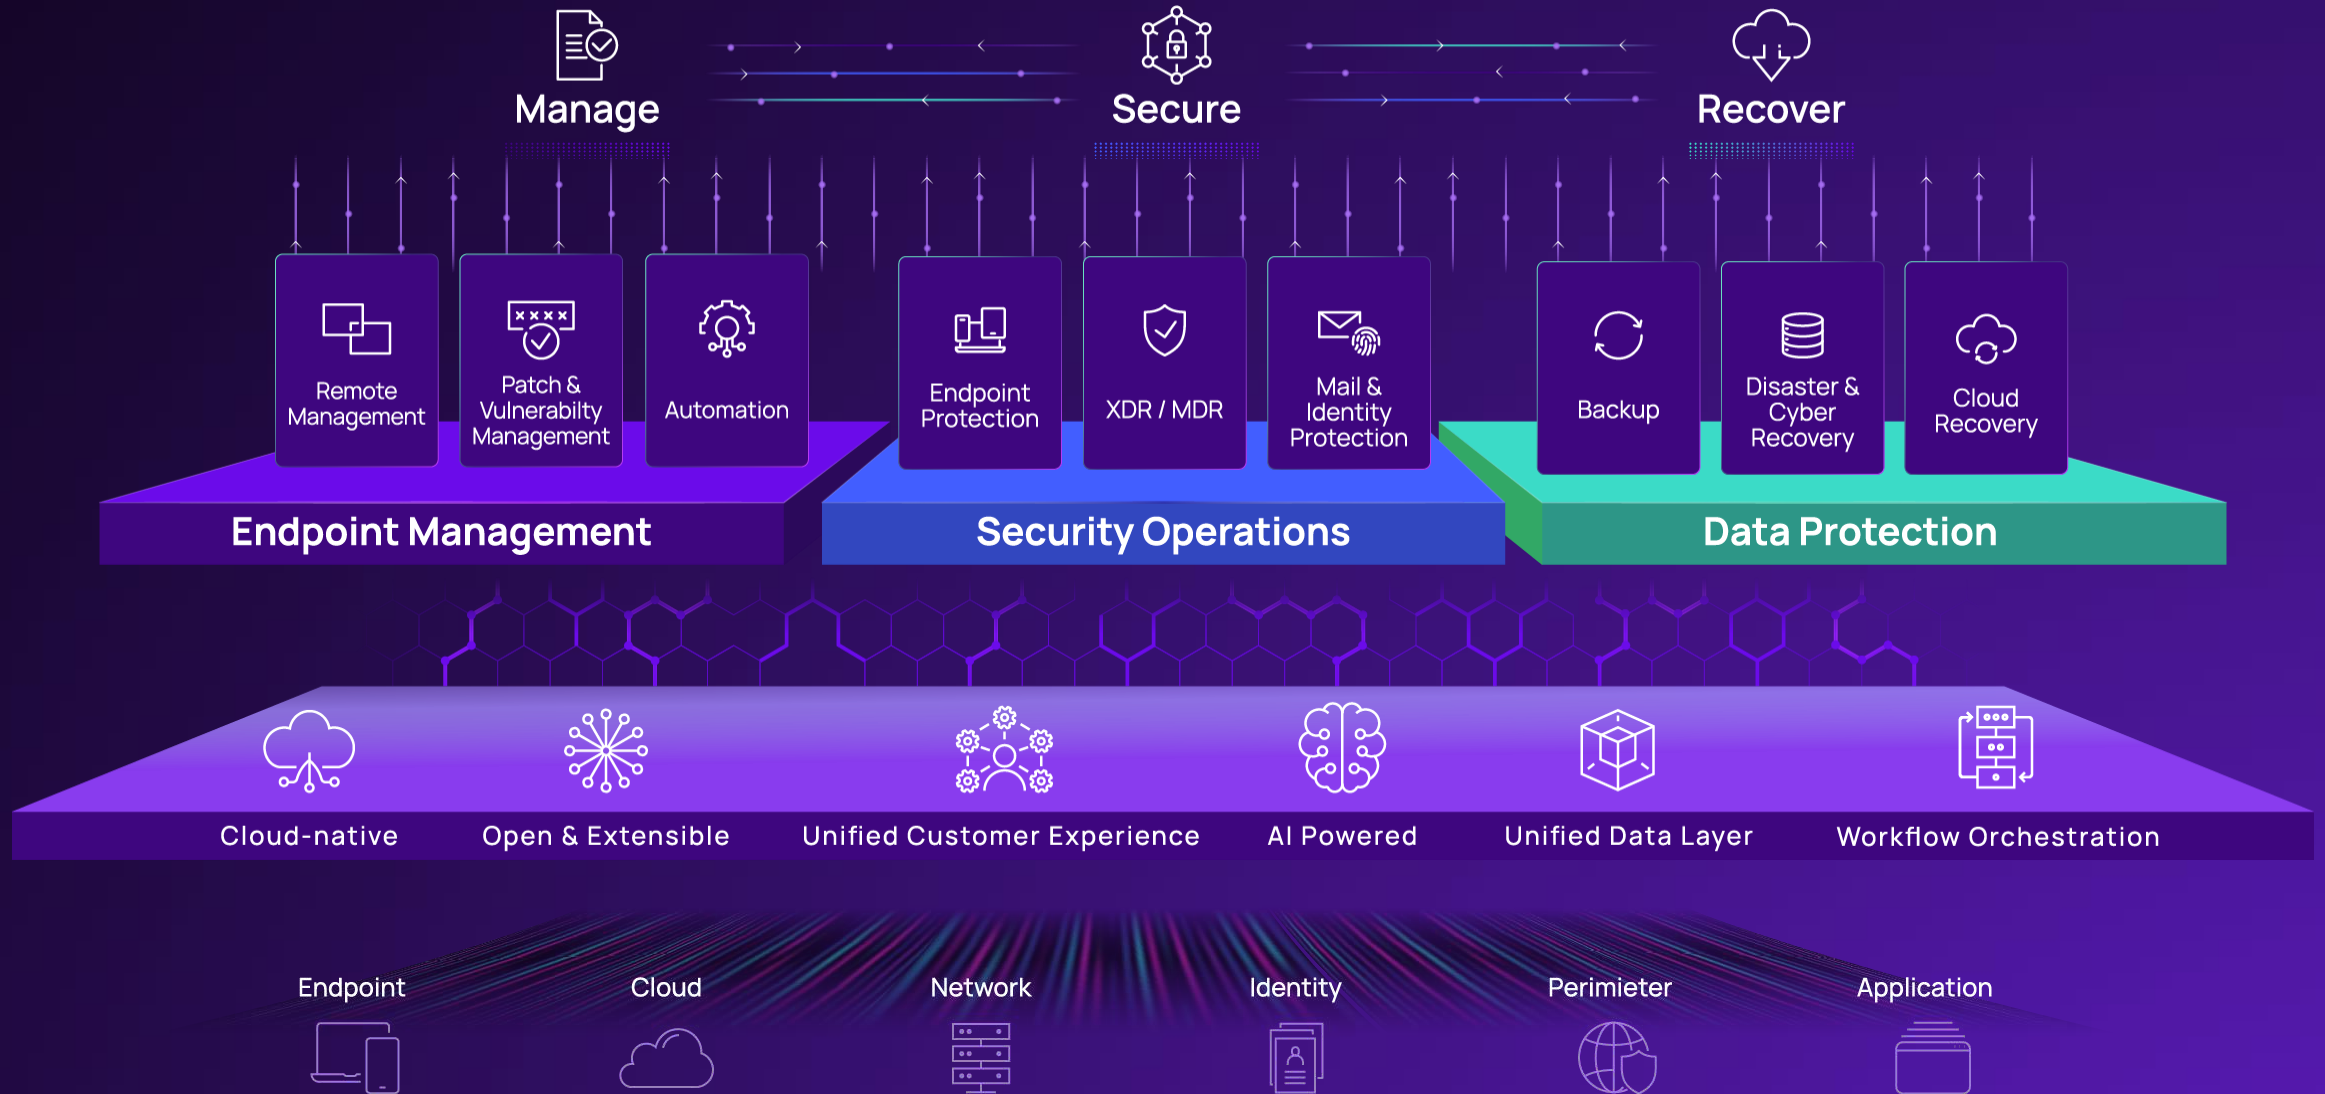 Manage
Secure
Recover
Remote
Management
Patch &
Vulnerabilty
Management
Automation
Endpoint
Protection
XDR / MDR
Mail &
Identity
Protection
Backup
Disaster &
Cyber
Recovery
Cloud
Recovery
Endpoint Management
Security Operations
Data Protection
Cloud-native
Open & Extensible
Unified Customer Experience
AI Powered
Unified Data Layer
Workflow Orchestration
Endpoint
Cloud
Network
Identity
Perimieter
Application